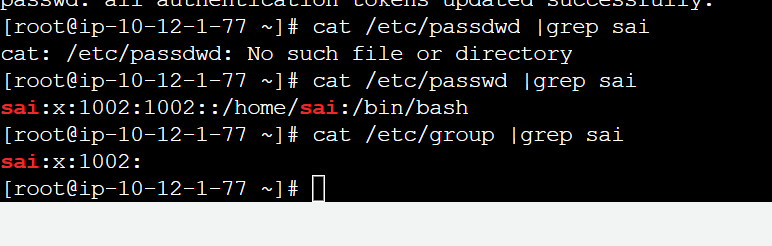 passwd: all authentication tokens updated successfully.
[root@ip-10-12-1-77 ~]# cat /etc/passdwd |grep sai
cat: /etc/passdwd: No such file or directory
[root@ip-10-12-1-77 ~]# cat /etc/passwd |grep sai
sai:x:1002:1002::/home/sai:/bin/bash
[root@ip-10-12-1-77 ~]# cat /etc/group |grep sai
sai:x:1002:
[root@ip-10-12-1-77 ~]#